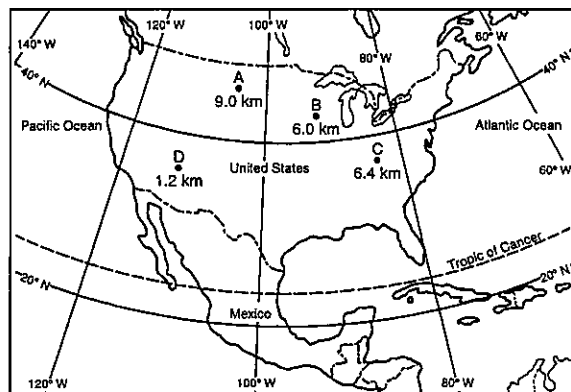 120° W
100° W
80° W
60° W
140° W
40° N
40° N
A
9.0 km
B
6.0 km
Pacific Ocean
Atlantic Ocean
D
1.2 km
United States
C
6.4 km
60° W
Tropic of Cancer
20° N
20° N
Mexico
120° W
100° W
80° W